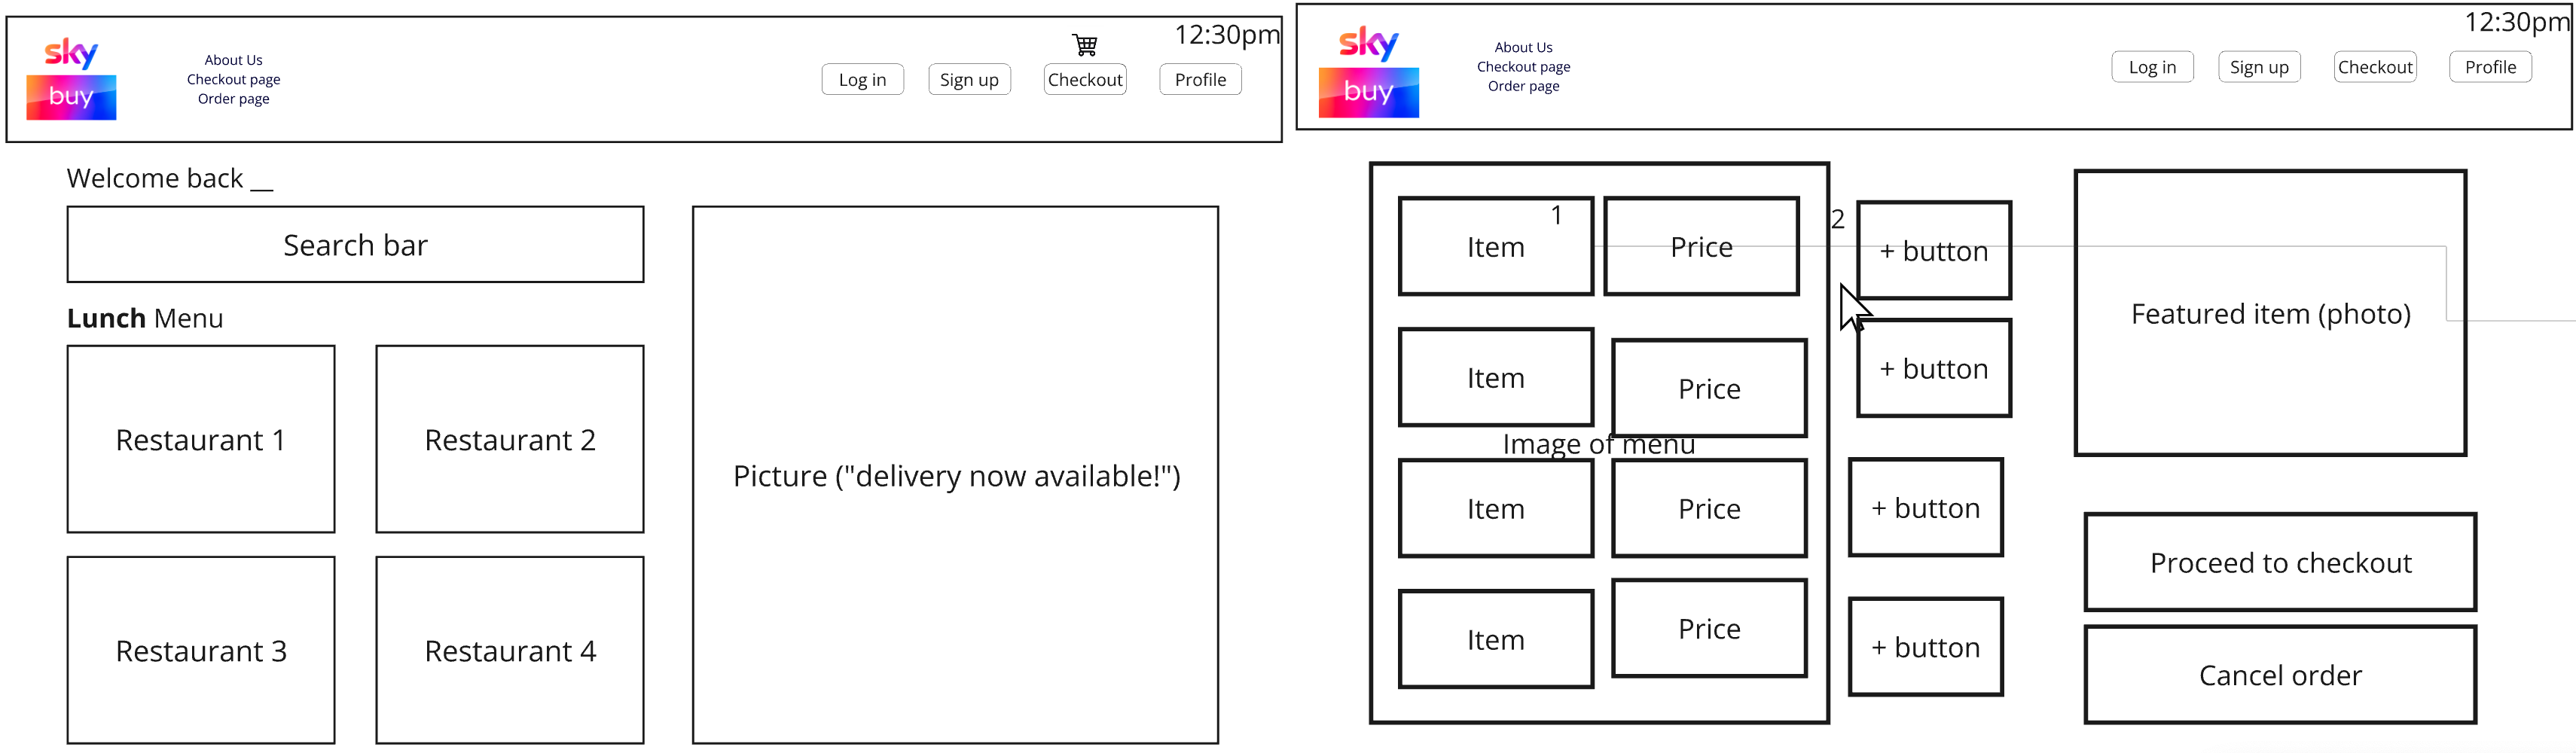 sky
buy
About Us
Checkout page
Order page
Log in
Sign up
Checkout
Profile
12:30pm
Welcome back __
Search bar
Lunch Menu
Restaurant 1
Restaurant 2
Restaurant 3
Restaurant 4
Picture ("delivery now available!")
sky
buy
About Us
Checkout page
Order page
Log in
Sign up
Checkout
Profile
12:30pm
Item
1
Price
2
+ button
Item
Price
+ button
Image of menu
Item
Price
+ button
Item
Price
+ button
Featured item (photo)
Proceed to checkout
Cancel order